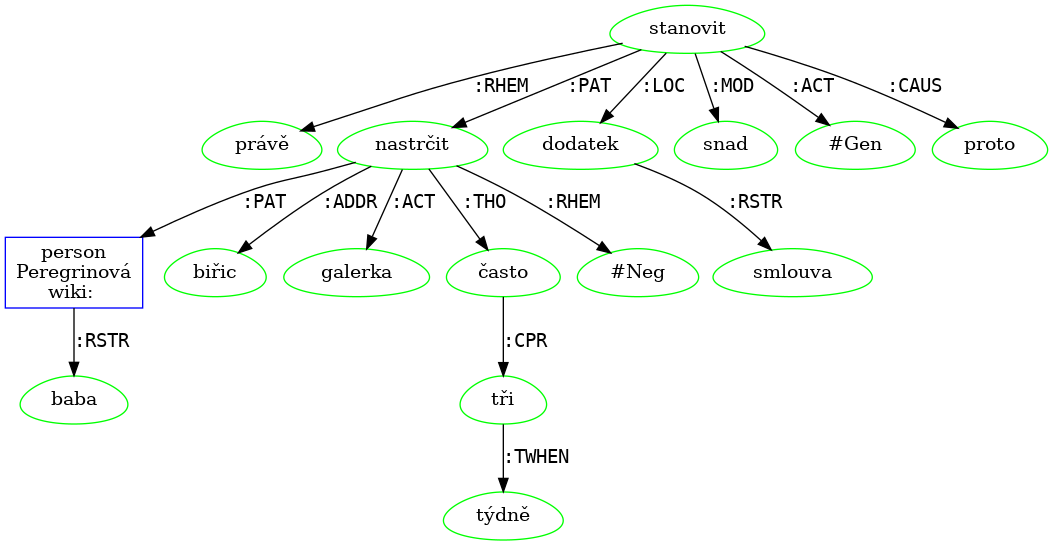 stanovit
:RHEM
:PAT
:LOC
:MOD
:ACT
:CAUS
právě
nastrčit
dodatek
snad
#Gen
proto
:PAT
:ADDR
:ACT
:THO
:RHEM
:RSTR
person
Peregrinová
wiki:
biřic
galerka
často
#Neg
smlouva
:RSTR
:CPR
baba
tři
:TWHEN
týdně